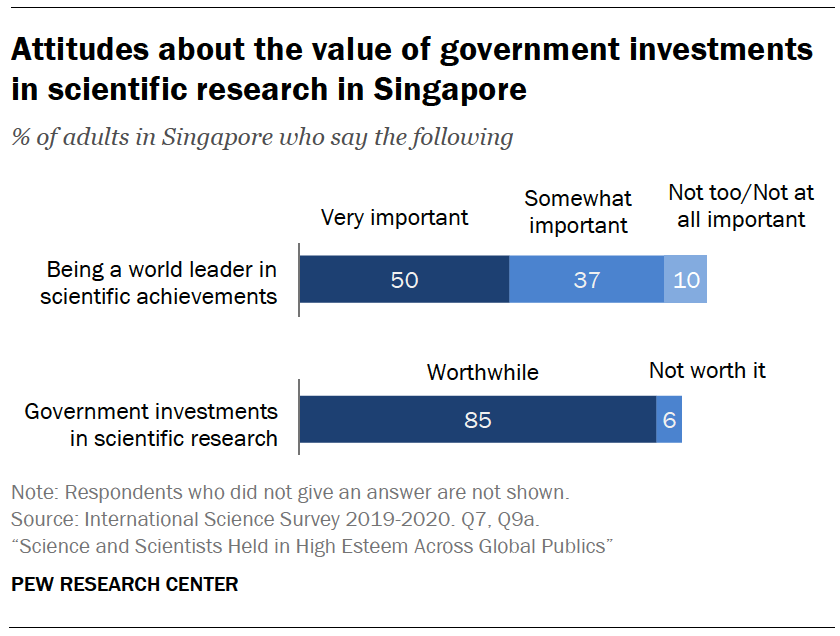 Attitudes about the value of government investments
in scientific research in Singapore
% of adults in Singapore who say the following
Very important
Somewhat
important
Not too/Not at
all important
Being a world leader in
scientific achievements
50
37
10
Worthwhile
Not worth it
Government investments
in scientific research
85
6
Note: Respondents who did not give an answer are not shown.
Source: International Science Survey 2019-2020. Q7, Q9a.
“Science and Scientists Held in High Esteem Across Global Publics”
PEW RESEARCH CENTER